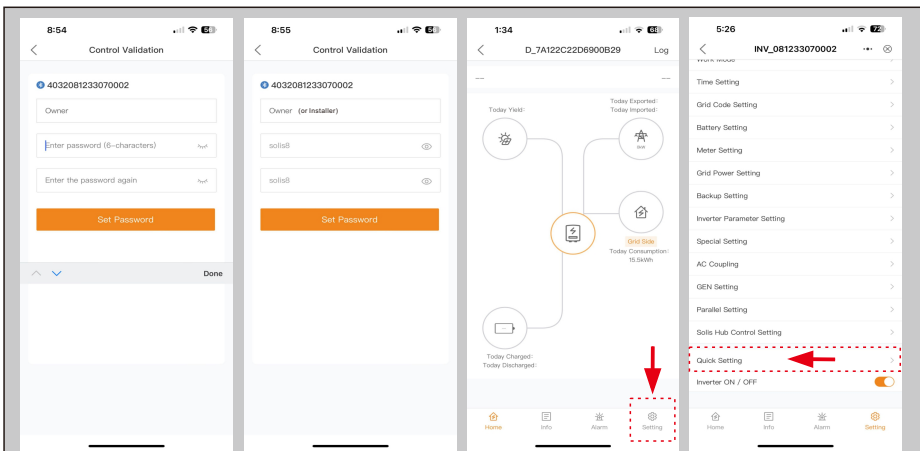 8:54
Control Validation
4032081233070002
Owner
Enter password (6-characters)
Enter the password again
Set Password
Done
8:55
Control Validation
4032081233070002
Owner (or Installer)
solis8
solis8
Set Password
1:34
D_7A122C22D6900B29 Log
-- --
Today Yield:
Today Exported:
Today Imported:
Grid Side
Today Consumption:
15.5kWh
Today Charged:
Today Discharged:
Home Info Alarm Setting
5:26
INV_081233070002
Work Mode
Time Setting
Grid Code Setting
Battery Setting
Meter Setting
Grid Power Setting
Backup Setting
Inverter Parameter Setting
Special Setting
AC Coupling
GEN Setting
Parallel Setting
Solis Hub Control Setting
Quick Setting
Inverter ON / OFF
Home Info Alarm Setting